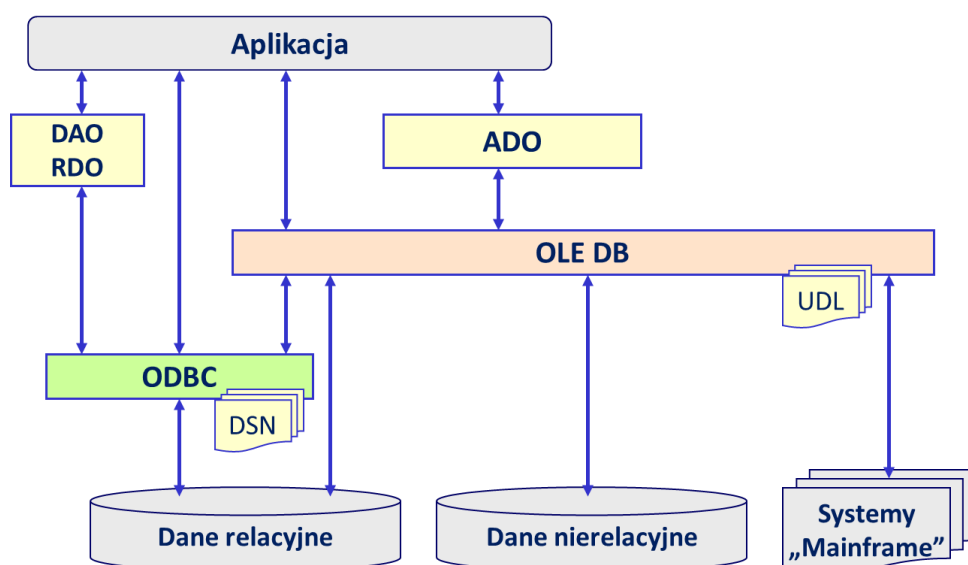 Aplikacja
DAO
RDO
ADO
OLE DB
UDL
ODBC
DSN
Dane relacyjne
Dane nierelacyjne
Systemy
„Mainframe”